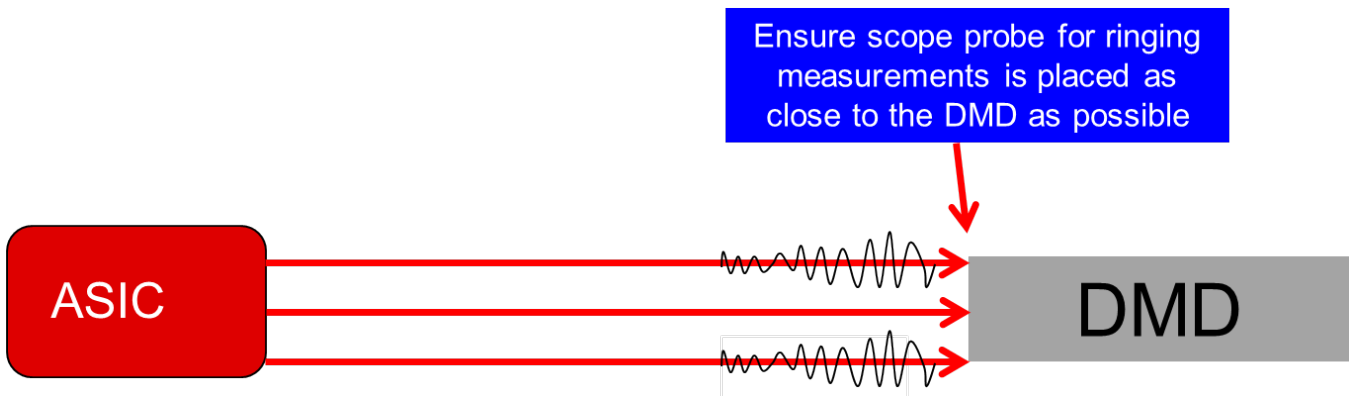 Ensure scope probe for ringing
measurements is placed as
close to the DMD as possible
ASIC
DMD